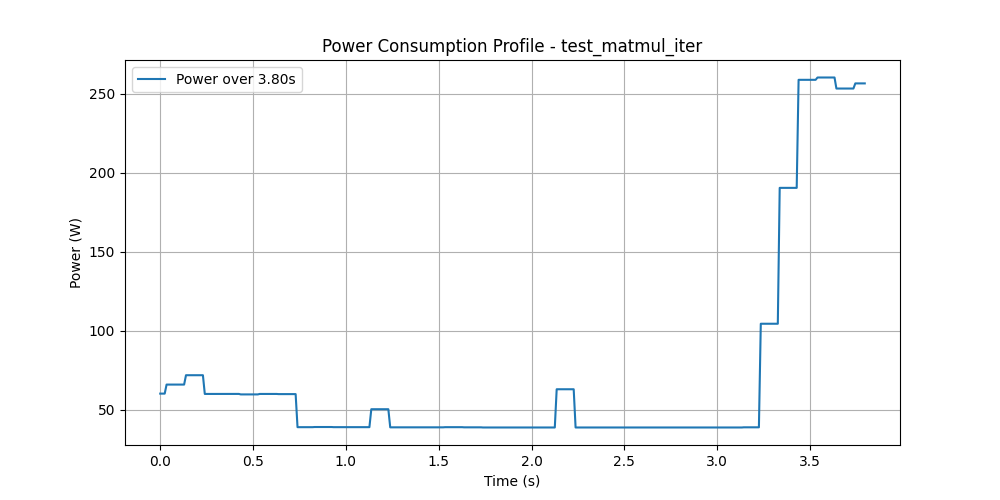 Power Consumption Profile - test_matmul_iter
Power over 3.80s
Power (W)
250
200
150
100
50
0.0 0.5 1.0 1.5 2.0 2.5 3.0 3.5
Time (s)